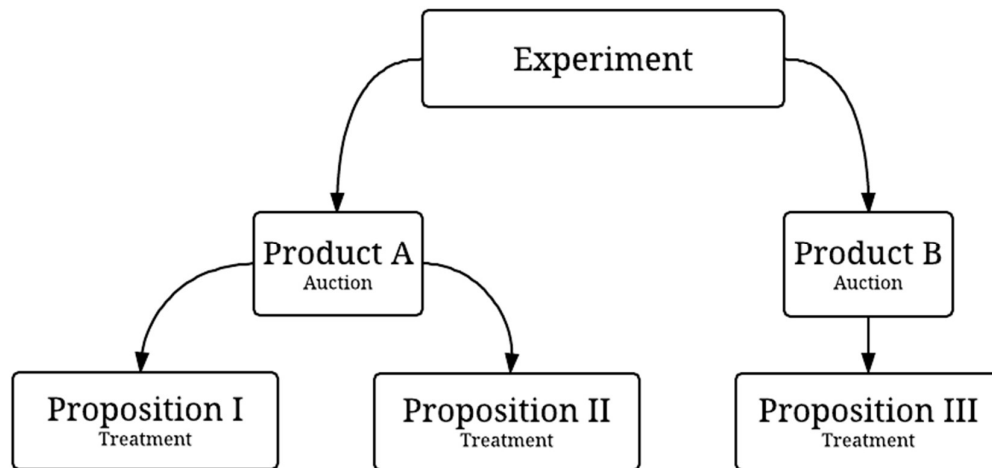 Experiment
Product A
Auction
Product B
Auction
Proposition I
Treatment
Proposition II
Treatment
Proposition III
Treatment